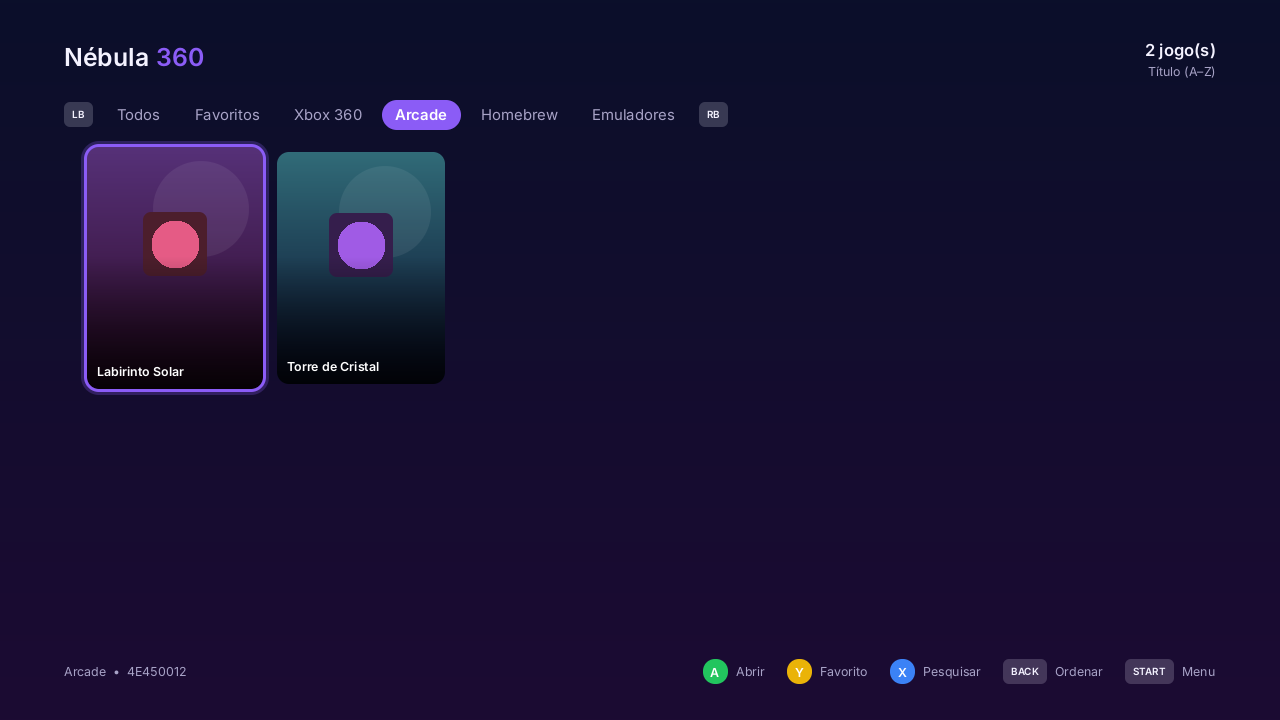 Nébula 360
2 jogo(s)
Título (A–Z)
LB Todos Favoritos Xbox 360 Arcade Homebrew Emuladores RB
Labirinto Solar
Torre de Cristal
Arcade • 4E450012
A Abrir Y Favorito X Pesquisar BACK Ordenar START Menu